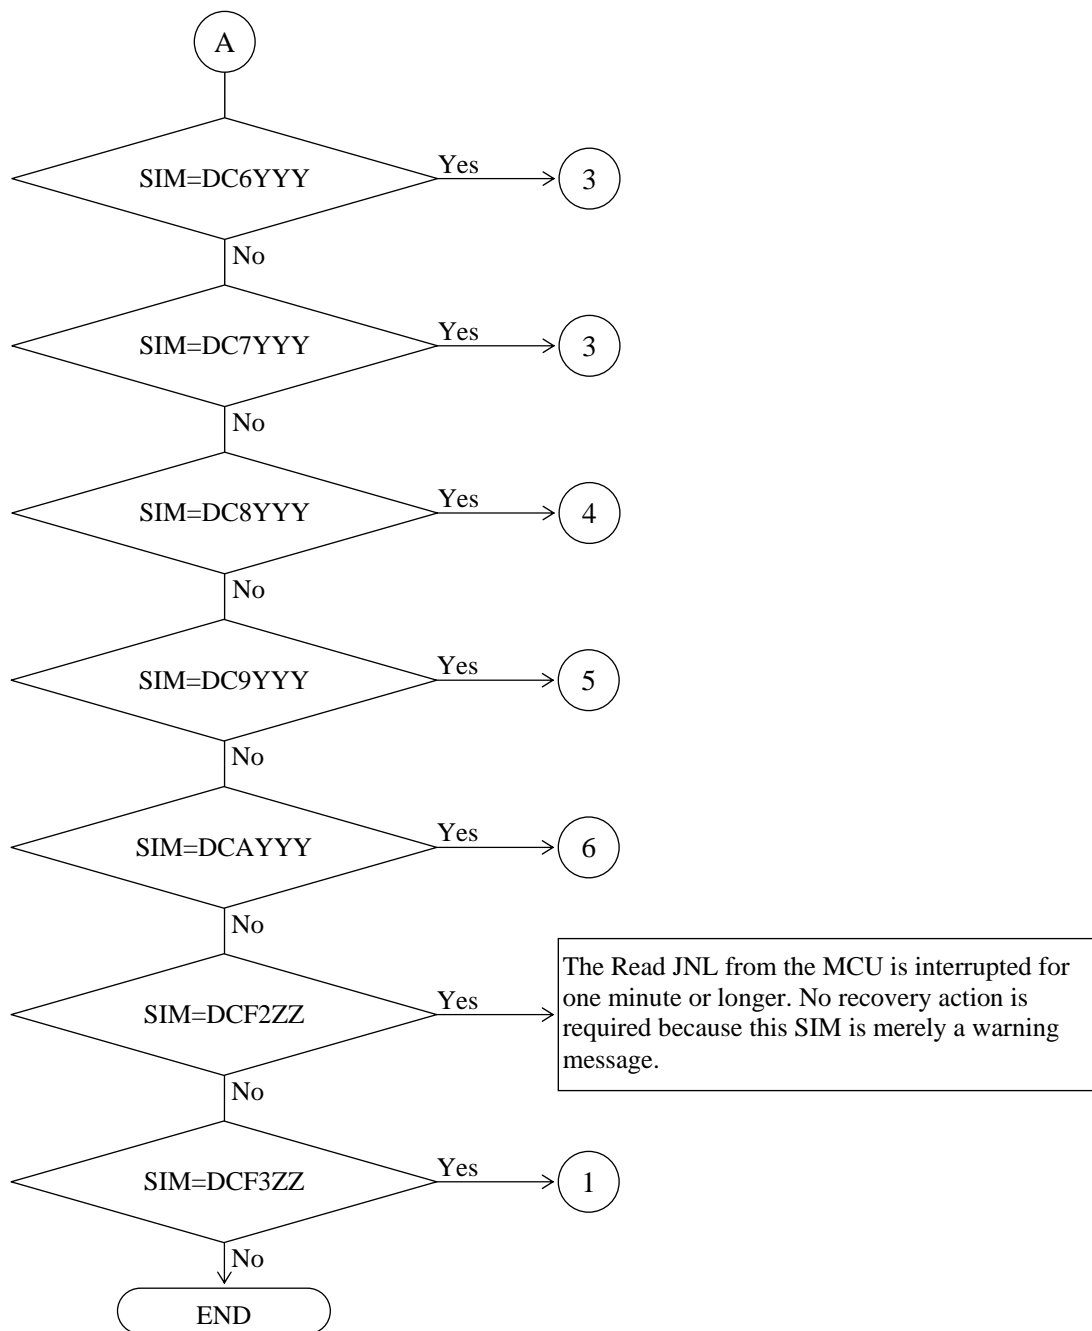 A
SIM=DC6YYY
Yes
3
No
SIM=DC7YYY
Yes
3
No
SIM=DC8YYY
Yes
4
No
SIM=DC9YYY
Yes
5
No
SIM=DCAYYY
Yes
6
No
SIM=DCF2ZZ
Yes
The Read JNL from the MCU is interrupted for
one minute or longer. No recovery action is
required because this SIM is merely a warning
message.
No
SIM=DCF3ZZ
Yes
1
No
END